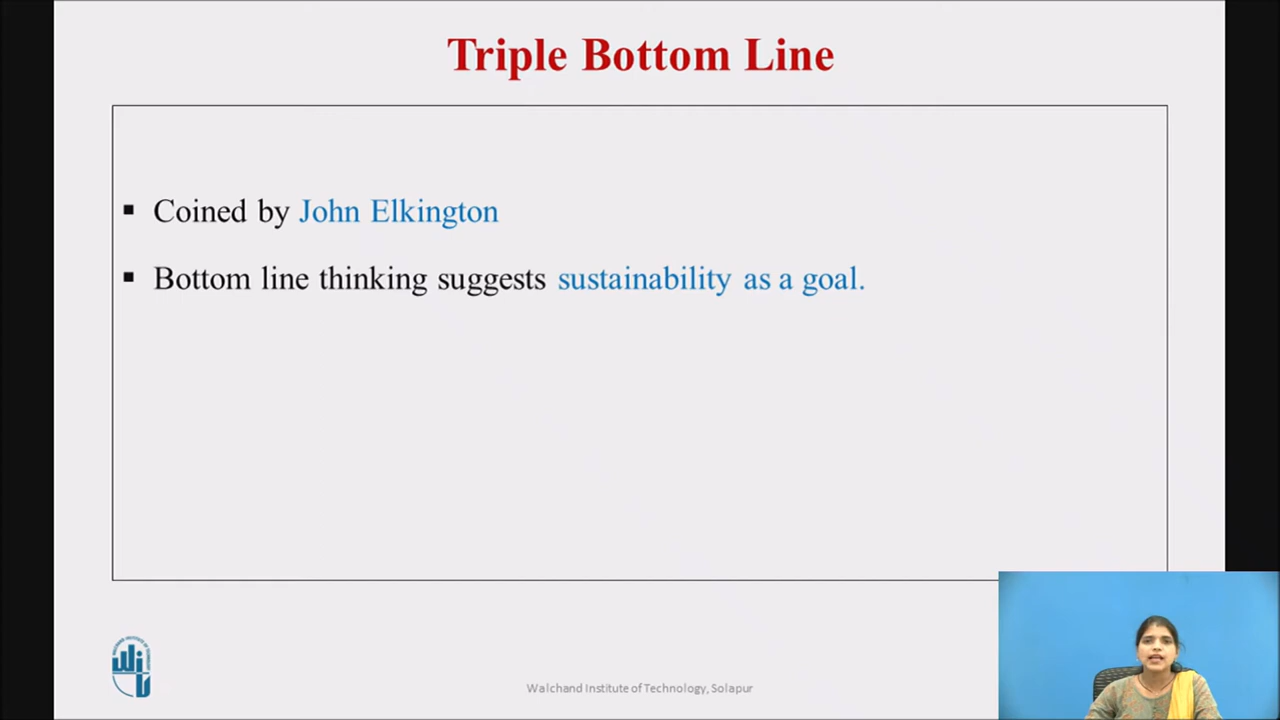 Triple Bottom Line
▪ Coined by John Elkington
▪ Bottom line thinking suggests sustainability as a goal.
Walchand Institute of Technology, Solapur